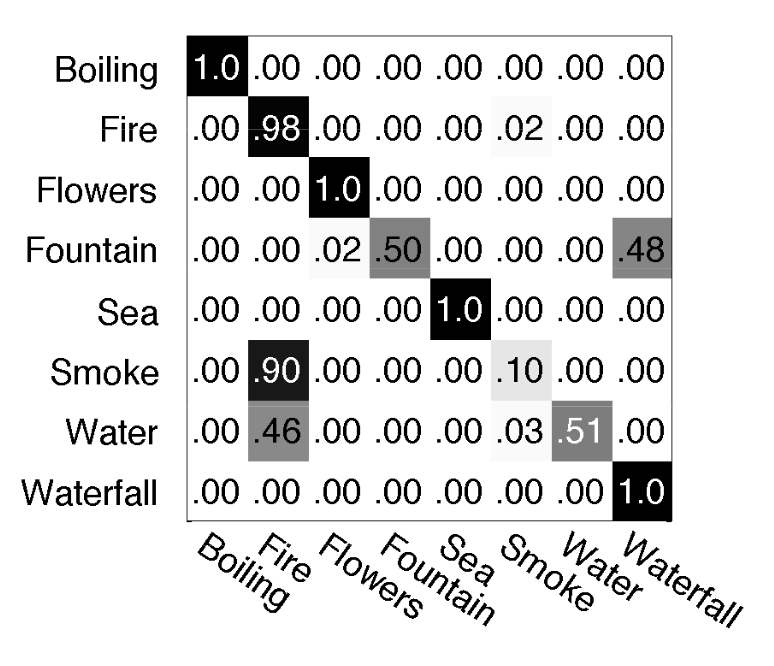 Boiling 1.0 .00 .00 .00 .00 .00 .00 .00
Fire .00 .98 .00 .00 .00 .02 .00 .00
Flowers .00 .00 1.0 .00 .00 .00 .00 .00
Fountain .00 .00 .02 .50 .00 .00 .00 .48
Sea .00 .00 .00 .00 1.0 .00 .00 .00
Smoke .00 .90 .00 .00 .00 .10 .00 .00
Water .00 .46 .00 .00 .00 .03 .51 .00
Waterfall .00 .00 .00 .00 .00 .00 .00 1.0
Boiling Fire Flowers Fountain Sea Smoke Water Waterfall